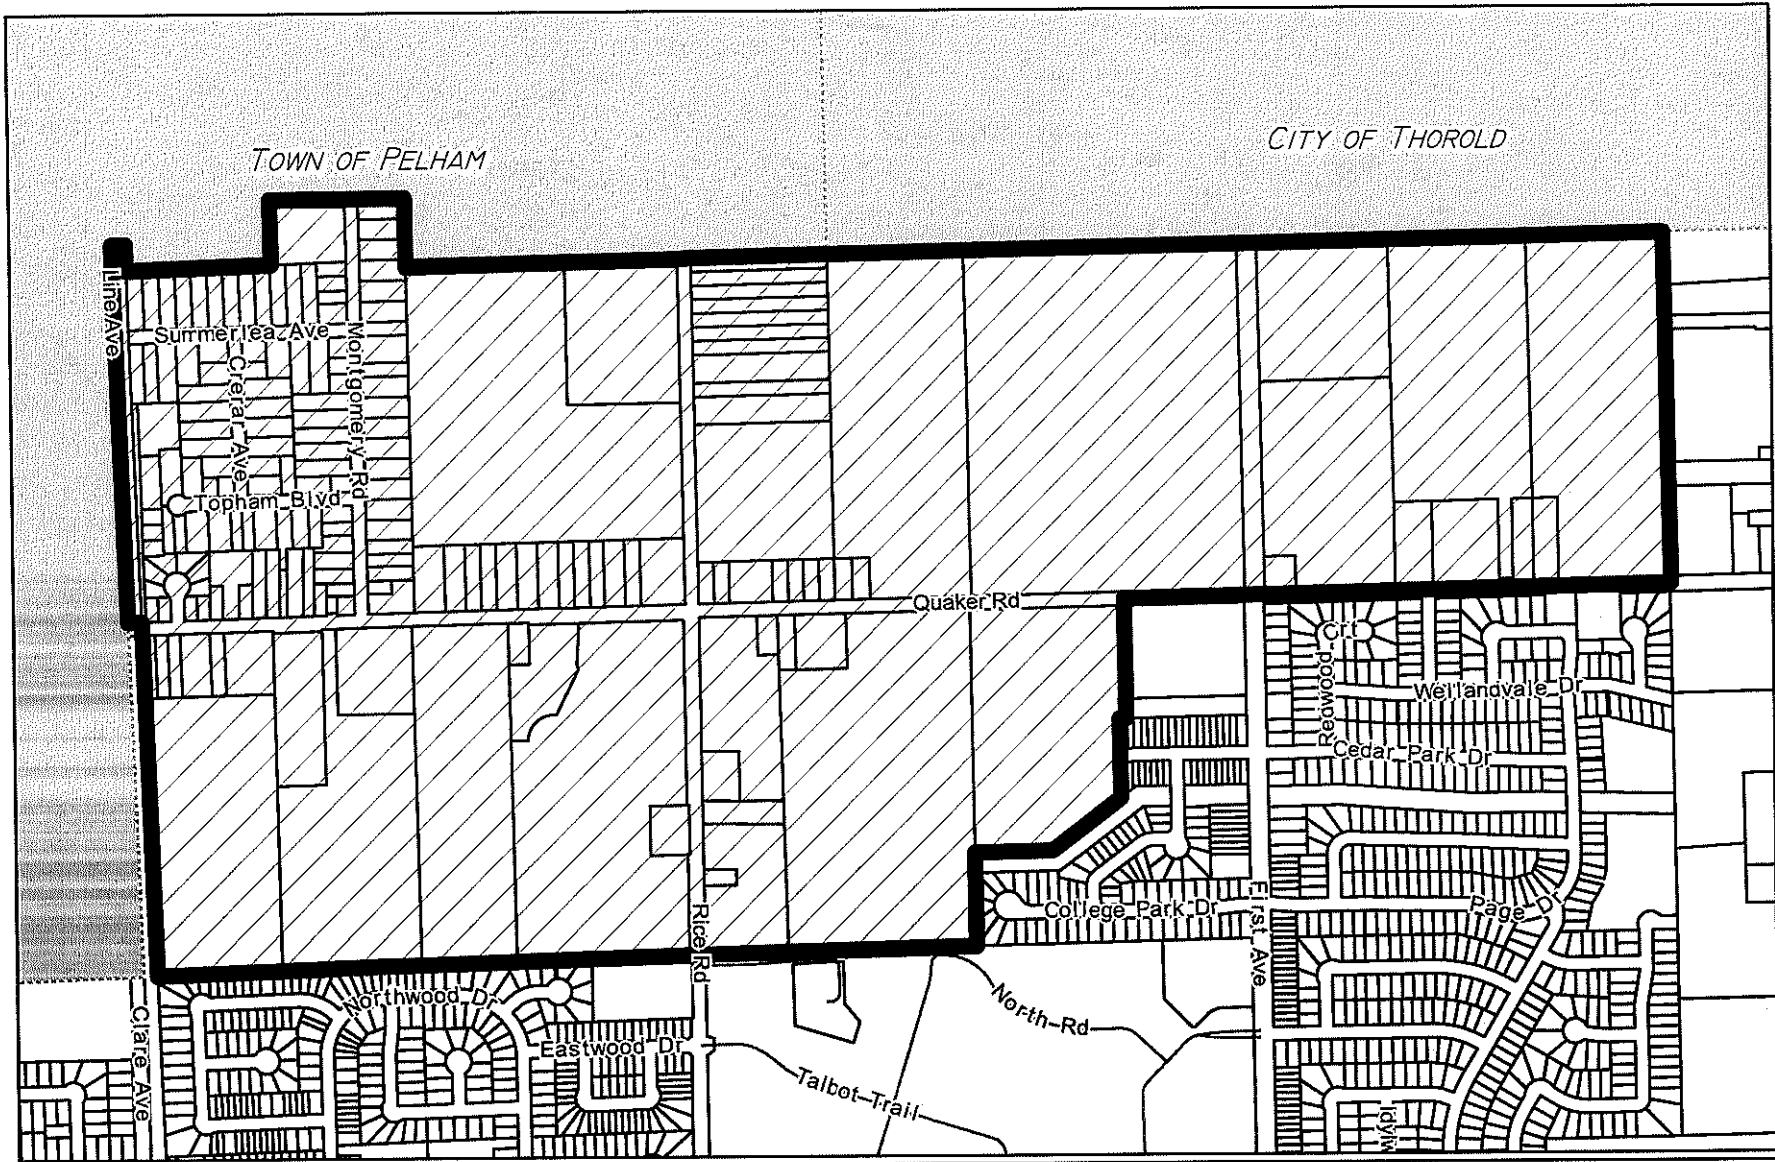 TOWN OF PELHAM
CITY OF THOROLD
Line Ave
Summerlea Ave
Crerar Ave
Montgomery Rd
Topham Blvd
Quaker Rd
Redwood Crt
Wellandvale Dr
Cedar Park Dr
College Park Dr
First Ave
Page Dr
Rice Rd
Clare Ave
Northwood Dr
Eastwood Dr
North Rd
Talbot Trail